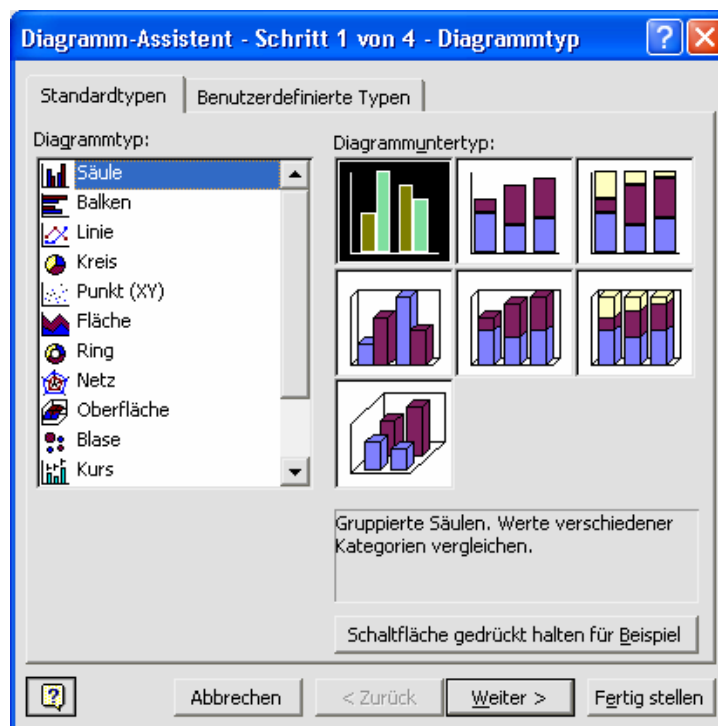 Diagramm-Assistent - Schritt 1 von 4 - Diagrammtyp
Standardtypen
Benutzerdefinierte Typen
Diagrammtyp:
Säule
Balken
Linie
Kreis
Punkt (XY)
Fläche
Ring
Netz
Oberfläche
Blase
Kurs
Diagrammuntertyp:
Gruppierte Säulen. Werte verschiedener
Kategorien vergleichen.
Schaltfläche gedrückt halten für Beispiel
Abbrechen
< Zurück
Weiter >
Fertig stellen